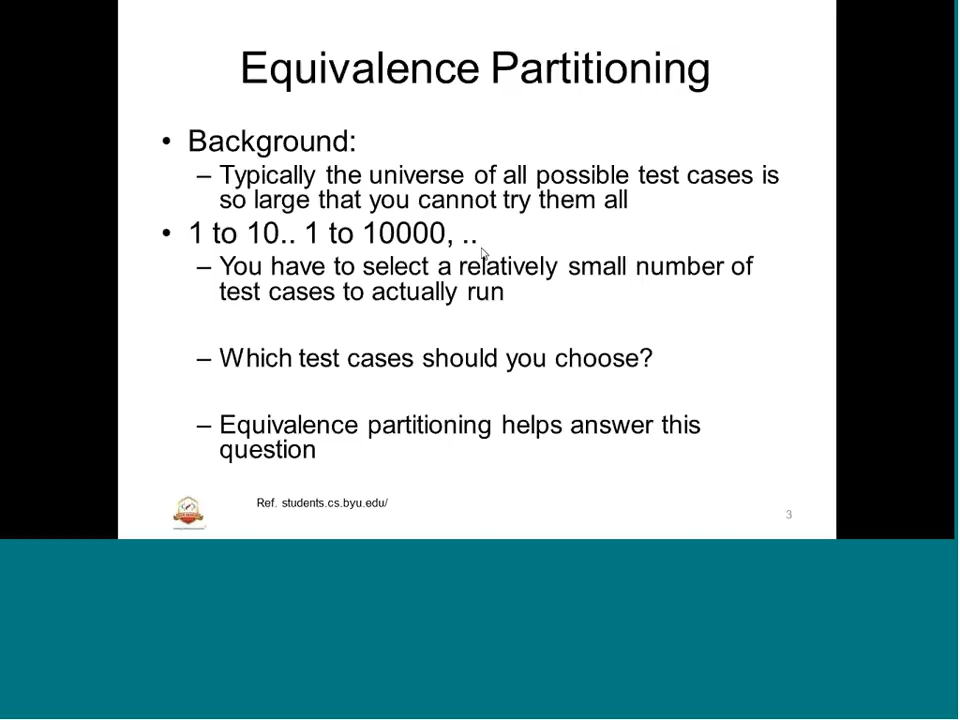 Equivalence Partitioning
• Background:
– Typically the universe of all possible test cases is
so large that you cannot try them all
• 1 to 10.. 1 to 10000, ..
– You have to select a relatively small number of
test cases to actually run
– Which test cases should you choose?
– Equivalence partitioning helps answer this
question
Ref. students.cs.byu.edu/
3